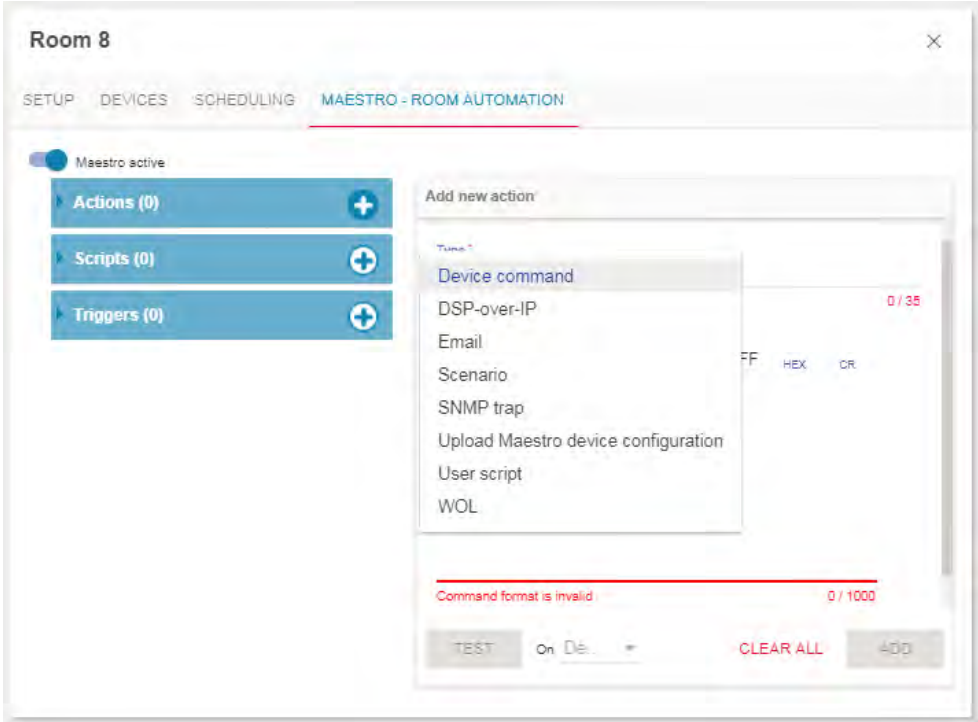 Room 8
SETUP DEVICES SCHEDULING MAESTRO - ROOM AUTOMATION
Maestro active
Actions (0)
Scripts (0)
Triggers (0)
Add new action
Device command
DSP-over-IP
Email
Scenario
SNMP trap
Upload Maestro device configuration
User script
WOL
0 / 35
FF HEX CR
Command format is invalid 0 / 1000
TEST On De... CLEAR ALL ADD